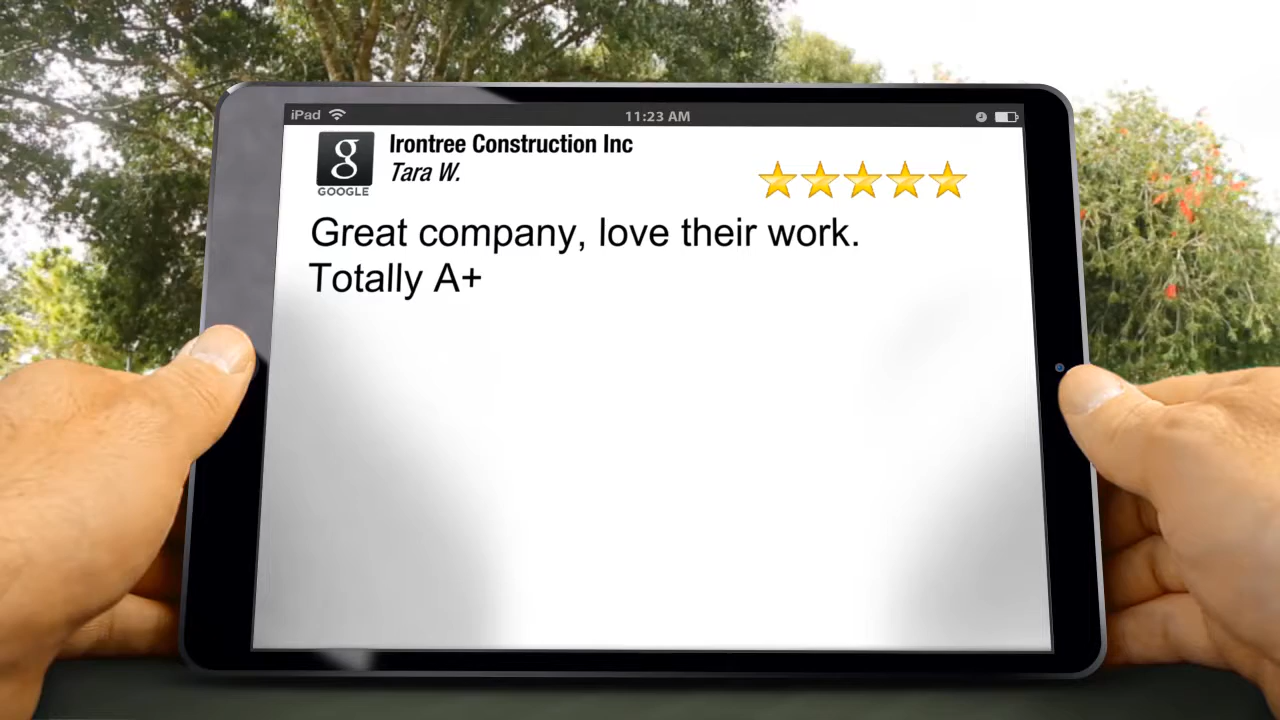 iPad 11:23 AM
g
GOOGLE
Irontree Construction Inc
Tara W.
Great company, love their work.
Totally A+